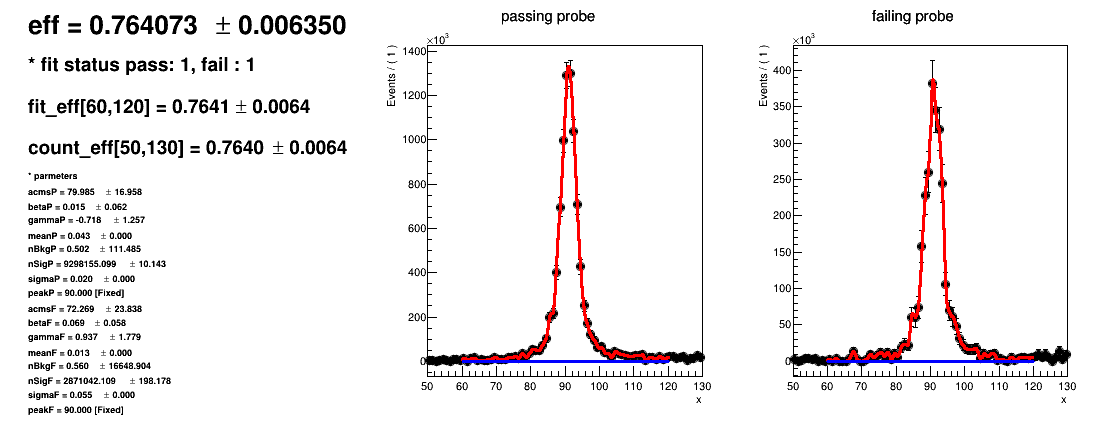 eff = 0.764073 ± 0.006350
* fit status pass: 1, fail : 1
fit_eff[60,120] = 0.7641 ± 0.0064
count_eff[50,130] = 0.7640 ± 0.0064
* parmeters
acmsP = 79.985 ± 16.958
betaP = 0.015 ± 0.062
gammaP = -0.718 ± 1.257
meanP = 0.043 ± 0.000
nBkgP = 0.502 ± 111.485
nSigP = 9298155.099 ± 10.143
sigmaP = 0.020 ± 0.000
peakP = 90.000 [Fixed]
acmsF = 72.269 ± 23.838
betaF = 0.069 ± 0.058
gammaF = 0.937 ± 1.779
meanF = 0.013 ± 0.000
nBkgF = 0.560 ± 16648.904
nSigF = 2871042.109 ± 198.178
sigmaF = 0.055 ± 0.000
peakF = 90.000 [Fixed]
passing probe
×10³
Events / ( 1 )
1400
1200
1000
800
600
400
200
0
50 60 70 80 90 100 110 120 130
x
failing probe
×10³
Events / ( 1 )
400
350
300
250
200
150
100
50
0
50 60 70 80 90 100 110 120 130
x